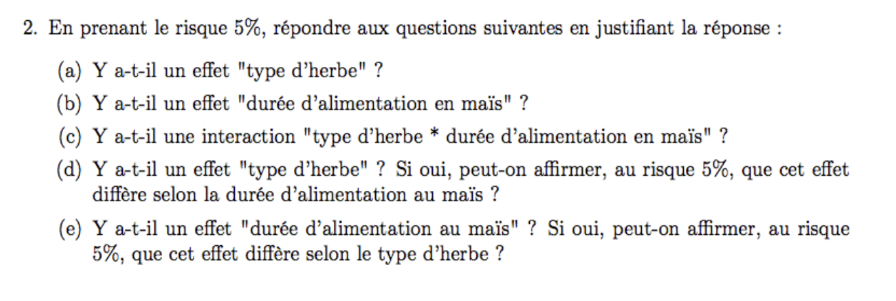 2. En prenant le risque 5%, répondre aux questions suivantes en justifiant la réponse :
(a) Y a-t-il un effet "type d'herbe" ?
(b) Y a-t-il un effet "durée d'alimentation en maïs" ?
(c) Y a-t-il une interaction "type d'herbe * durée d'alimentation en maïs" ?
(d) Y a-t-il un effet "type d'herbe" ? Si oui, peut-on affirmer, au risque 5%, que cet effet
diffère selon la durée d'alimentation au maïs ?
(e) Y a-t-il un effet "durée d'alimentation au maïs" ? Si oui, peut-on affirmer, au risque
5%, que cet effet diffère selon le type d'herbe ?